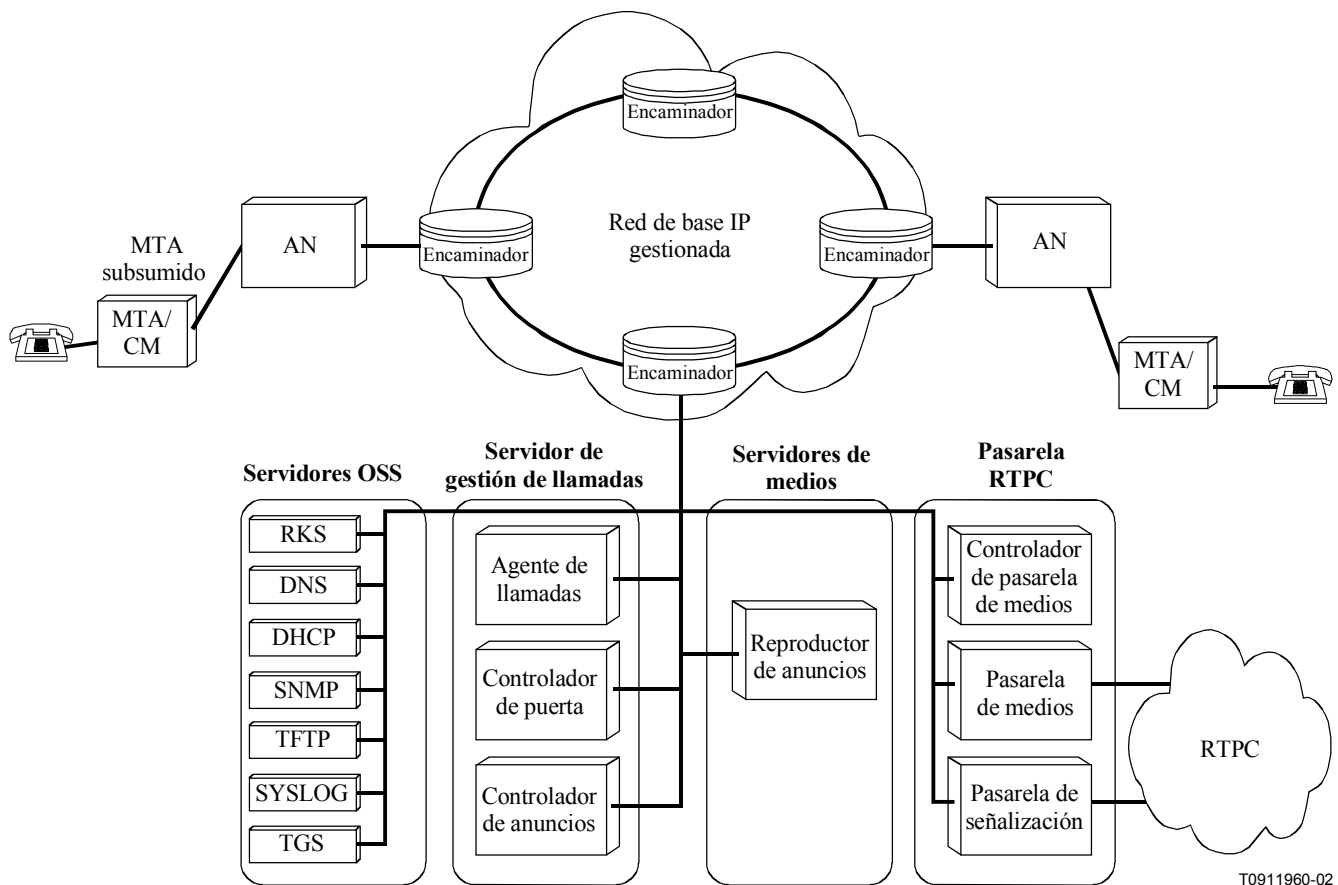 Encaminador
Red de base IP
gestionada
Encaminador
Encaminador
Encaminador
AN
AN
MTA
subsumido
MTA/
CM
MTA/
CM
Servidores OSS
RKS
DNS
DHCP
SNMP
TFTP
SYSLOG
TGS
Servidor de
gestión de llamadas
Agente de
llamadas
Controlador
de puerta
Controlador
de anuncios
Servidores de
medios
Reproductor
de anuncios
Pasarela
RTPC
Controlador
de pasarela
de medios
Pasarela
de medios
Pasarela de
señalización
RTPC
T0911960-02